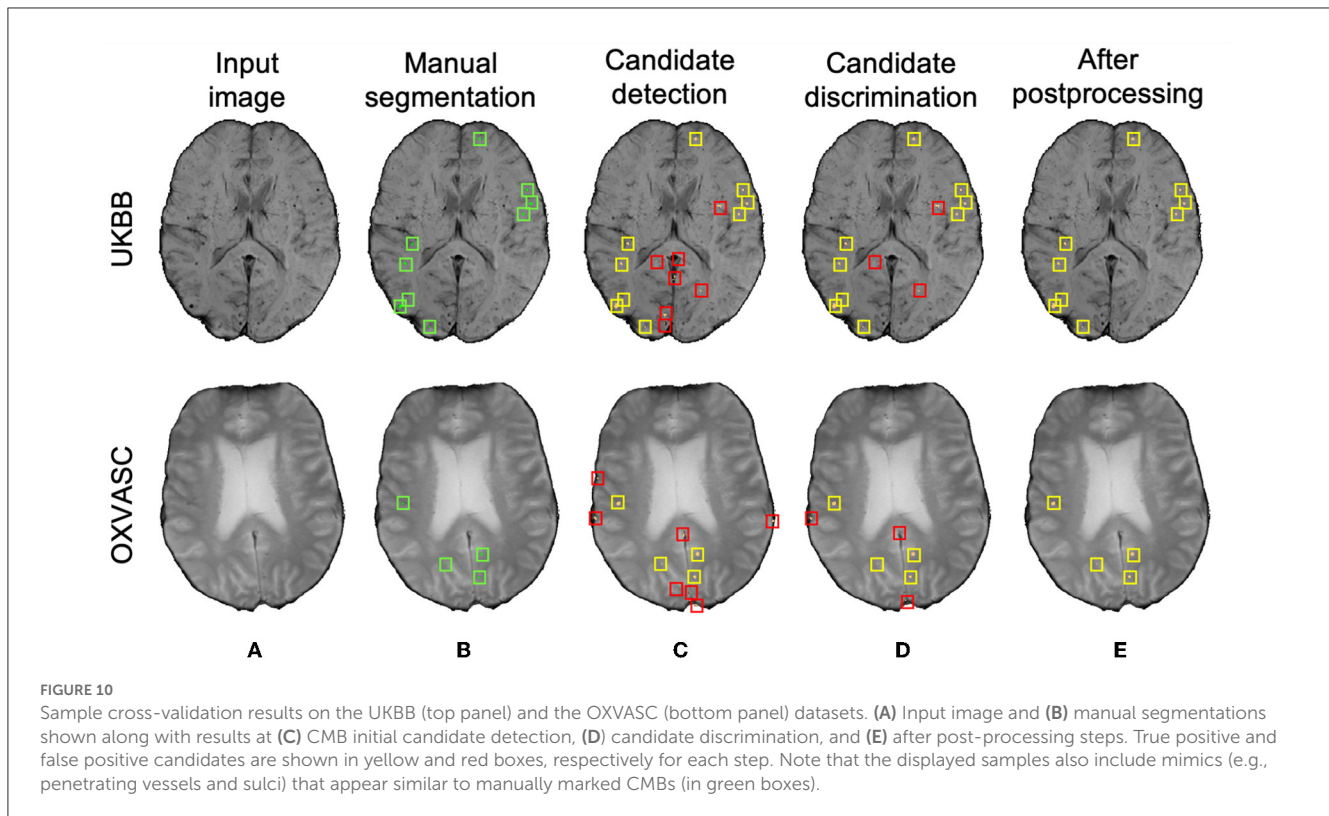 Input image
Manual segmentation
Candidate detection
Candidate discrimination
After postprocessing
UKBB
OXVASC
A B C D E
FIGURE 10
Sample cross-validation results on the UKBB (top panel) and the OXVASC (bottom panel) datasets. (A) Input image and (B) manual segmentations
shown along with results at (C) CMB initial candidate detection, (D) candidate discrimination, and (E) after post-processing steps. True positive and
false positive candidates are shown in yellow and red boxes, respectively for each step. Note that the displayed samples also include mimics (e.g.,
penetrating vessels and sulci) that appear similar to manually marked CMBs (in green boxes).